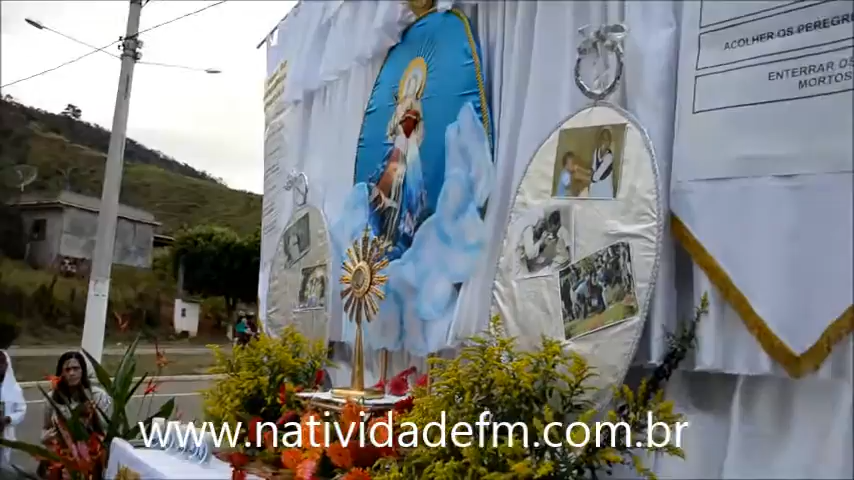 ACOLHER OS PEREGRI
ENTERRAR OS
MORTOS.
www.natividadefm.com.br